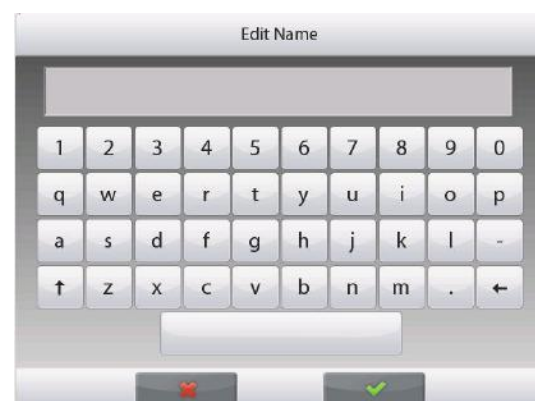 Edit Name
1 2 3 4 5 6 7 8 9 0
q w e r t y u i o p
a s d f g h j k l -
↑ z x c v b n m . ←